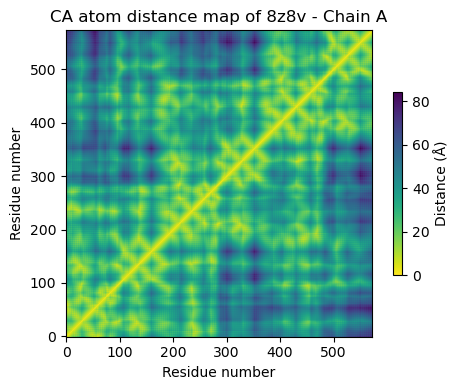 CA atom distance map of 8z8v - Chain A
500
400
300
200
100
0
Residue number
0 100 200 300 400 500
Residue number
80
60
40
20
0
Distance (Å)